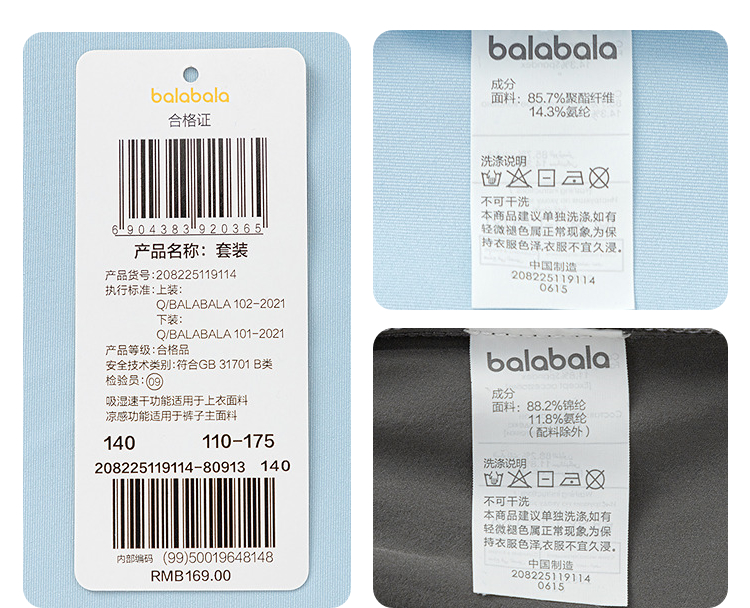 balabala
合格证
6904383920365
产品名称：套装
产品货号：208225119114
执行标准：上装：
Q/BALABALA 102-2021
下装：
Q/BALABALA 101-2021
产品等级：合格品
安全技术类别：符合GB 31701 B类
检验员：09
吸湿速干功能适用于上衣面料
凉感功能适用于裤子主面料
140 110-175
208225119114-80913 140
内部编码 (99)50019648148
RMB169.00
balabala
成分
面料：85.7%聚酯纤维
14.3%氨纶
洗涤说明
不可干洗
本商品建议单独洗涤,如有
轻微褪色属正常现象,为保
持衣服色泽,衣服不宜久浸。
中国制造
208225119114
0615
balabala
成分
面料：88.2%锦纶
11.8%氨纶
（配料除外）
洗涤说明
不可干洗
本商品建议单独洗涤,如有
轻微褪色属正常现象,为保
持衣服色泽,衣服不宜久浸。
中国制造
208225119114
0615